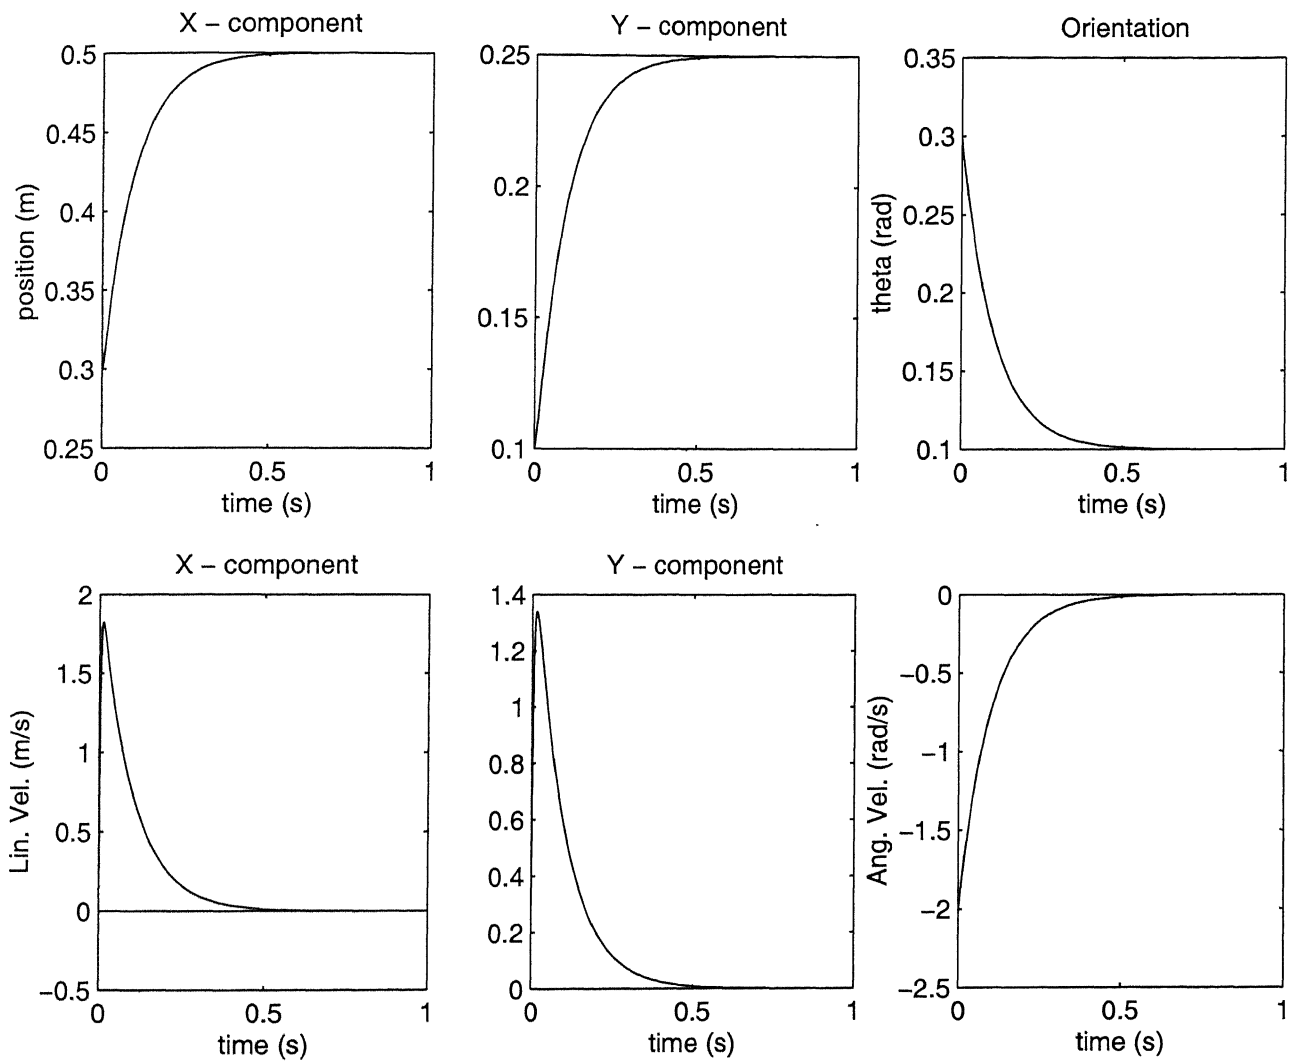 X – component
0.5
0.45
0.4
0.35
0.3
0.25
position (m)
0 0.5 1
time (s)
Y – component
0.25
0.2
0.15
0.1
0 0.5 1
time (s)
Orientation
0.35
0.3
0.25
0.2
0.15
0.1
theta (rad)
0 0.5 1
time (s)
X – component
2
1.5
1
0.5
0
−0.5
Lin. Vel. (m/s)
0 0.5 1
time (s)
Y – component
1.4
1.2
1
0.8
0.6
0.4
0.2
0
0 0.5 1
time (s)
0
−0.5
−1
−1.5
−2
−2.5
Ang. Vel. (rad/s)
0 0.5 1
time (s)